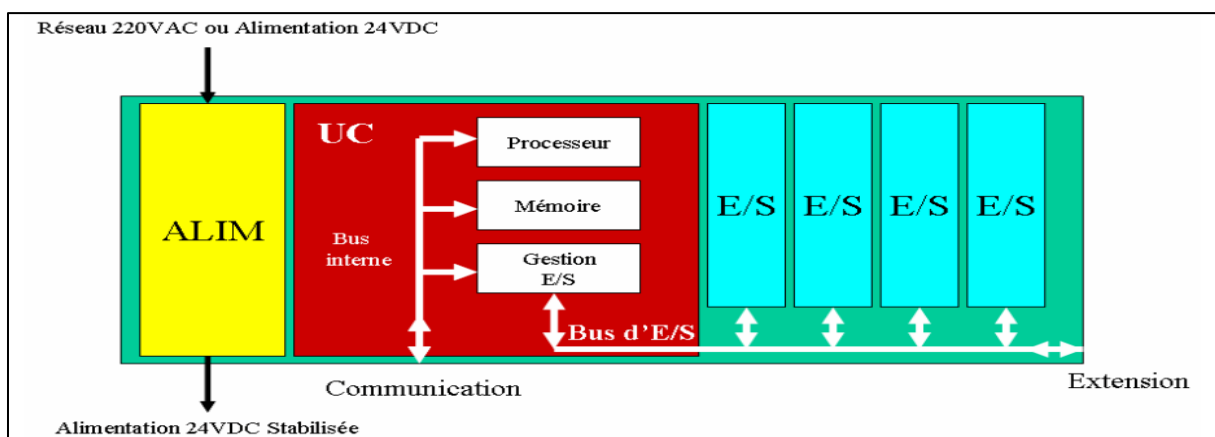 Réseau 220VAC ou Alimentation 24VDC
UC
Processeur
Mémoire
Gestion
E/S
Bus
interne
ALIM
E/S
E/S
E/S
E/S
Bus d'E/S
Communication
Extension
Alimentation 24VDC Stabilisée